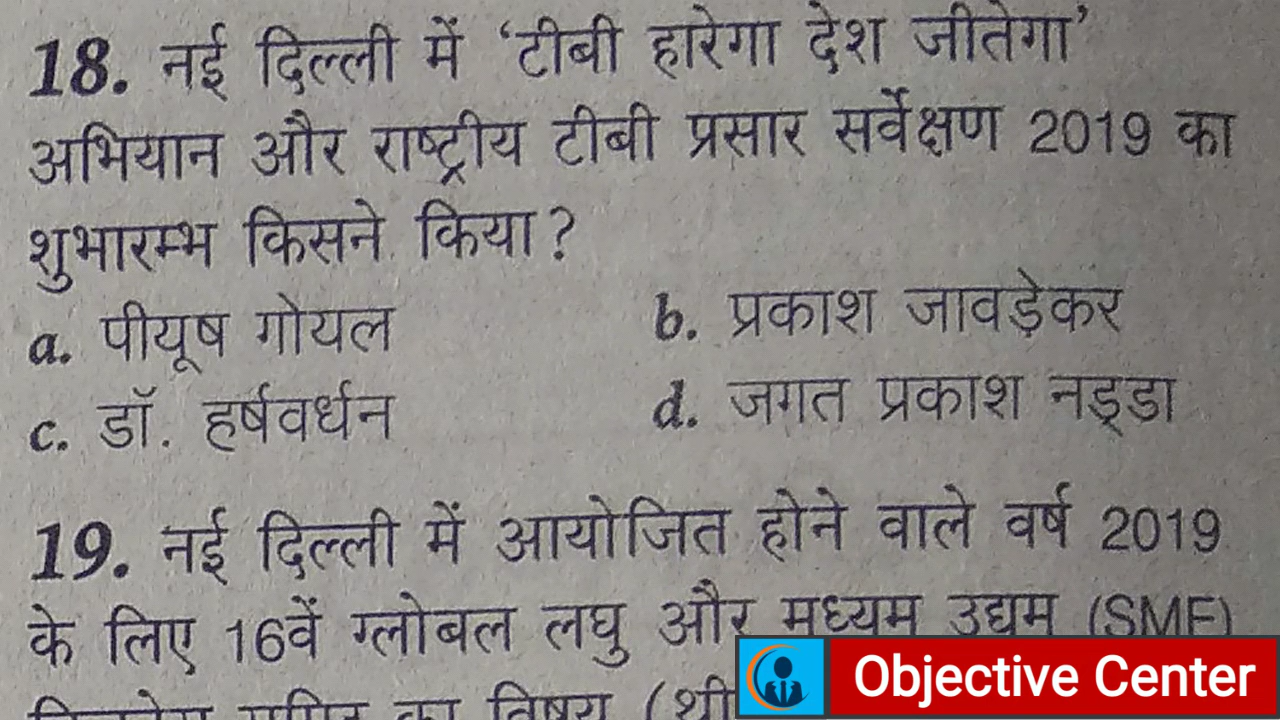 18. नई दिल्ली में ‘टीबी हारेगा देश जीतेगा’
अभियान और राष्ट्रीय टीबी प्रसार सर्वेक्षण 2019 का
शुभारम्भ किसने किया?
a. पीयूष गोयल b. प्रकाश जावड़ेकर
c. डॉ. हर्षवर्धन d. जगत प्रकाश नड्डा
19. नई दिल्ली में आयोजित होने वाले वर्ष 2019
के लिए 16वें ग्लोबल लघु और मध्यम उद्यम (SME)
का विषय (थी
Objective Center